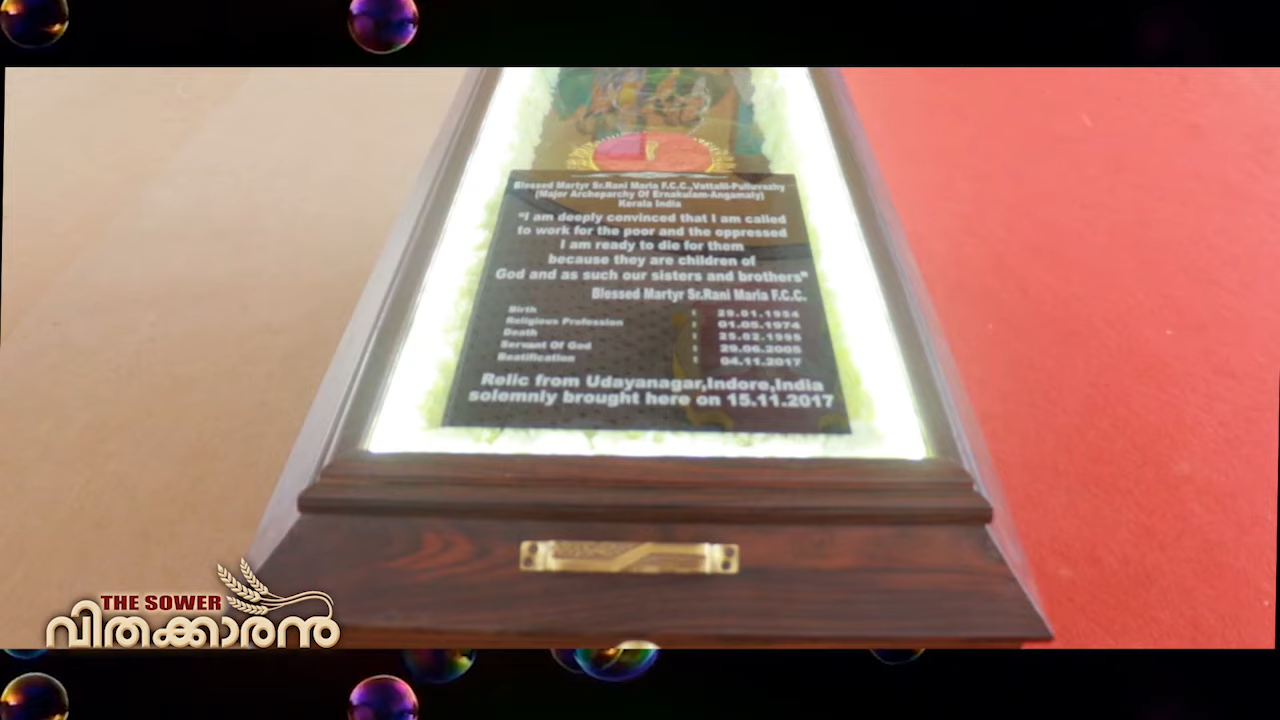 Blessed Martyr Sr.Rani Maria F.C.C.,Vattalil-Pulluvazhy
(Major Archeparchy Of Ernakulam-Angamaly)
Kerala India
"I am deeply convinced that I am called
to work for the poor and the oppressed
I am ready to die for them
because they are children of
God and as such our sisters and brothers"
Blessed Martyr Sr.Rani Maria F.C.C.
Birth : 29.01.1954
Religious Profession : 01.05.1974
Death : 25.02.1995
Servant Of God : 29.06.2005
Beatification : 04.11.2017
Relic from Udayanagar,Indore,India
solemnly brought here on 15.11.2017
THE SOWER
വിതക്കാരൻ